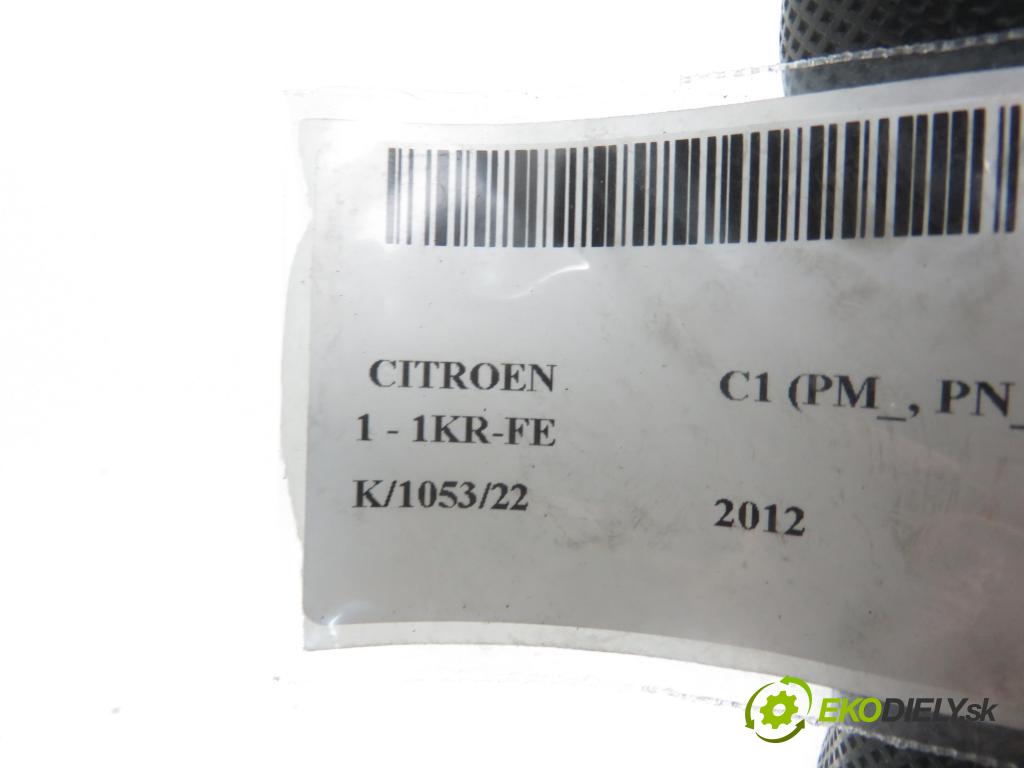 CITROEN C1 (PM_, PN_
1 - 1KR-FE
K/1053/22 2012
EKODIELY.sk